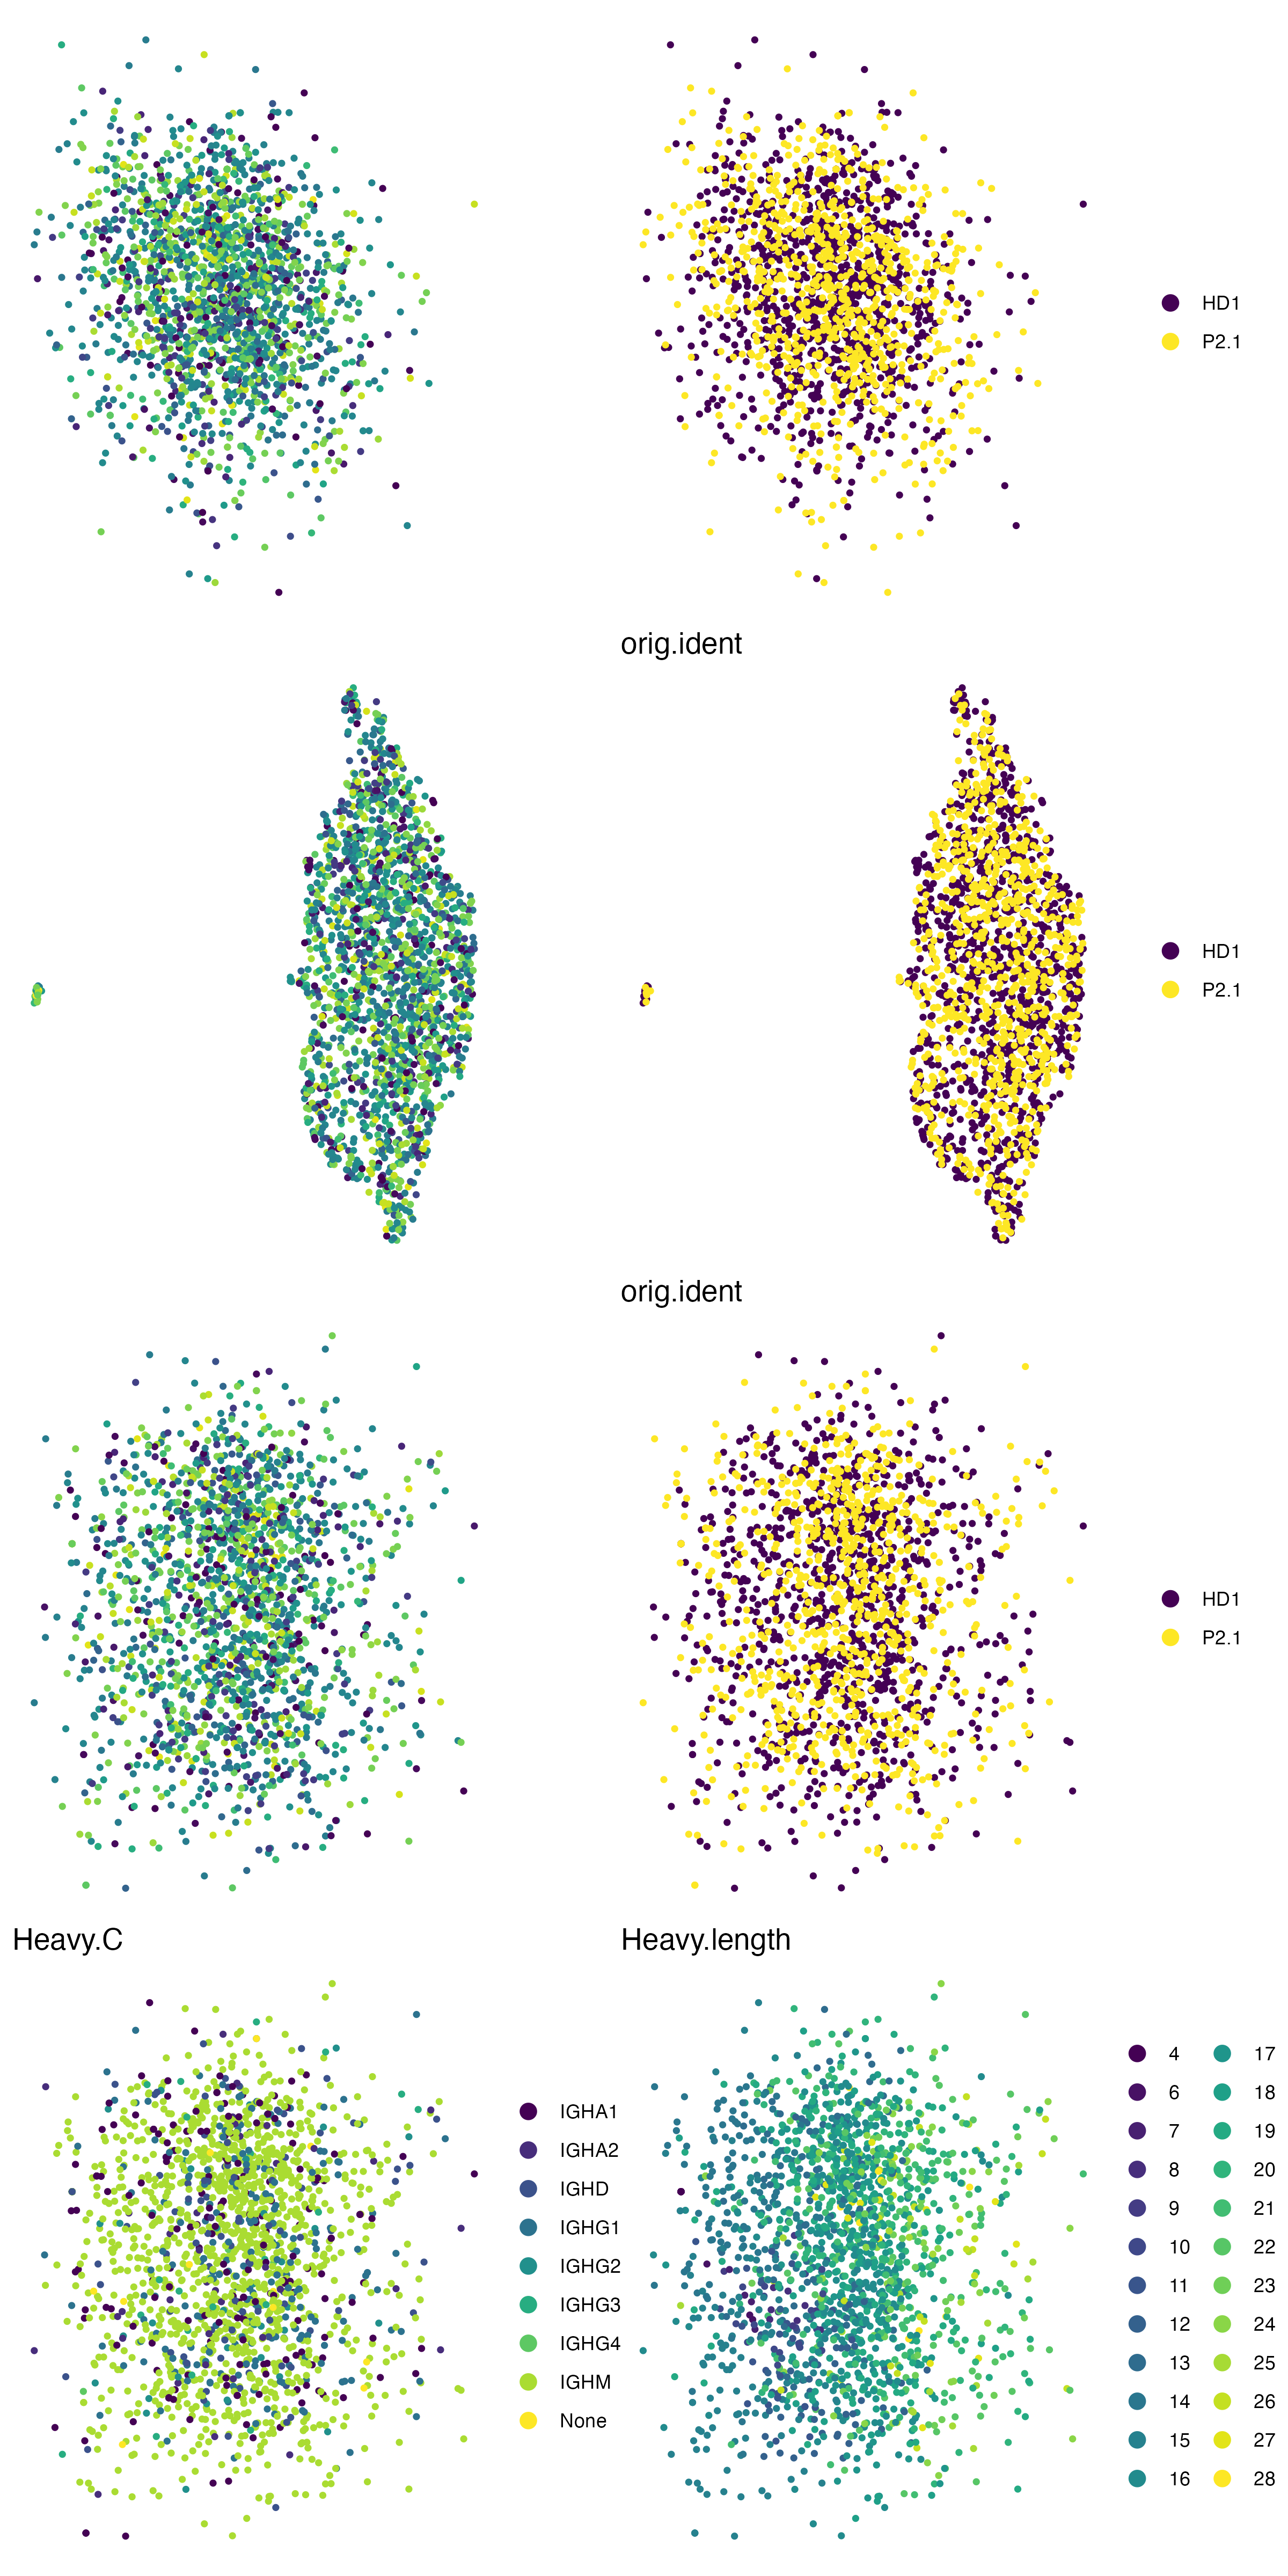 HD1
P2.1
orig.ident
HD1
P2.1
orig.ident
HD1
P2.1
Heavy.C
Heavy.length
IGHA1
IGHA2
IGHD
IGHG1
IGHG2
IGHG3
IGHG4
IGHM
None
4 17
6 18
7 19
8 20
9 21
10 22
11 23
12 24
13 25
14 26
15 27
16 28